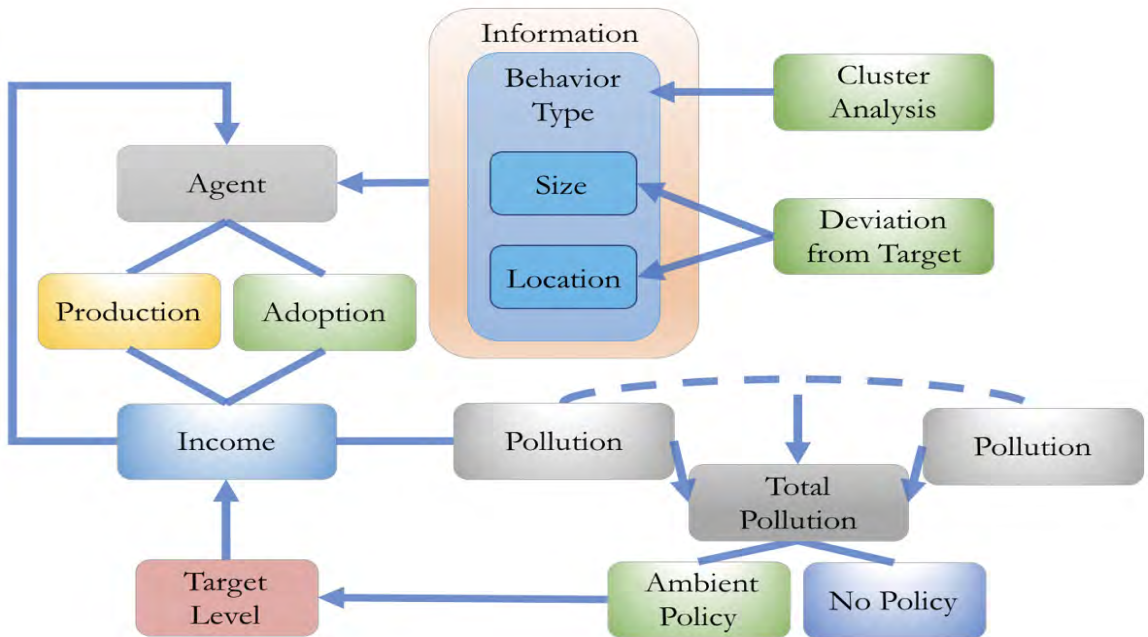 Information
Behavior
Type
Cluster
Analysis
Agent
Size
Deviation
from Target
Location
Production
Adoption
Income
Pollution
Pollution
Total
Pollution
Target
Level
Ambient
Policy
No Policy